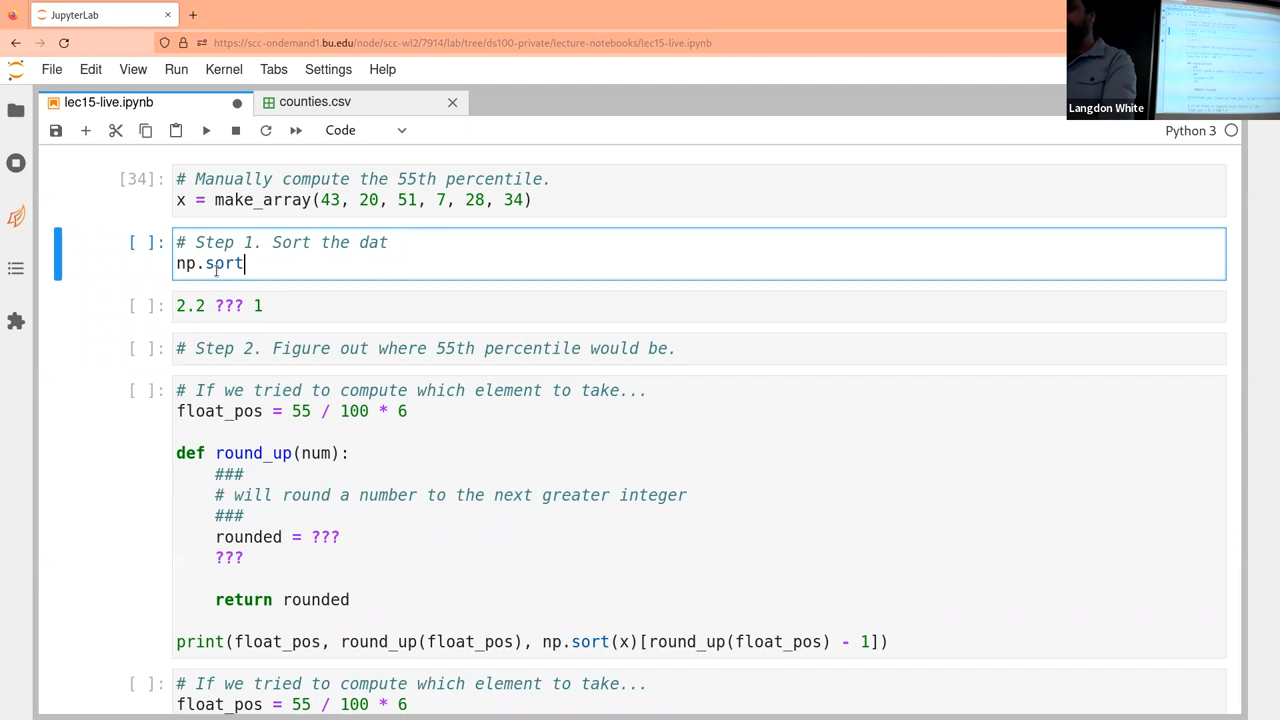 JupyterLab
https://scc-ondemand1.bu.edu/node/scc-wl2/7914/lab/tree/ds100-private/lecture-notebooks/lec15-live.ipynb
File Edit View Run Kernel Tabs Settings Help
Langdon White
lec15-live.ipynb
counties.csv
Code
Python 3
[34]: # Manually compute the 55th percentile.
x = make_array(43, 20, 51, 7, 28, 34)
[ ]: # Step 1. Sort the dat
np.sort
[ ]: 2.2 ??? 1
[ ]: # Step 2. Figure out where 55th percentile would be.
[ ]: # If we tried to compute which element to take...
float_pos = 55 / 100 * 6
def round_up(num):
###
# will round a number to the next greater integer
###
rounded = ???
???
return rounded
print(float_pos, round_up(float_pos), np.sort(x)[round_up(float_pos) - 1])
[ ]: # If we tried to compute which element to take...
float_pos = 55 / 100 * 6